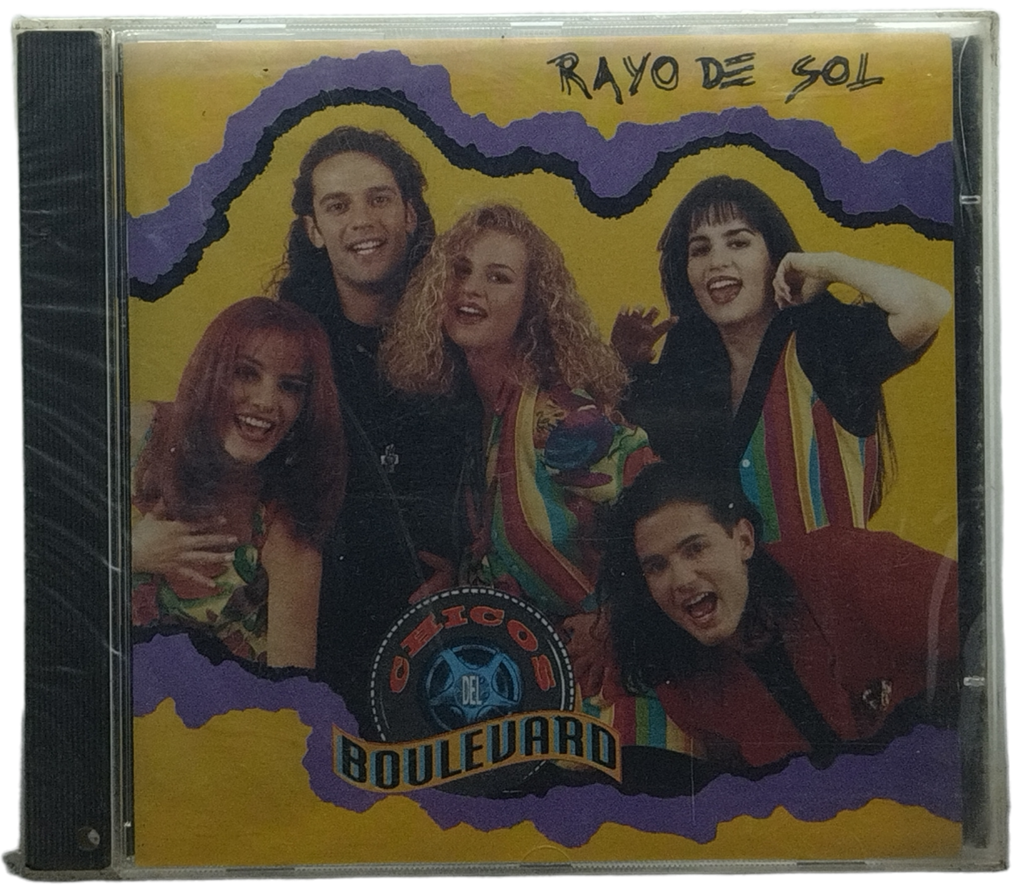 RAYO DE SOL
CHICOS
DEL
BOULEVARD